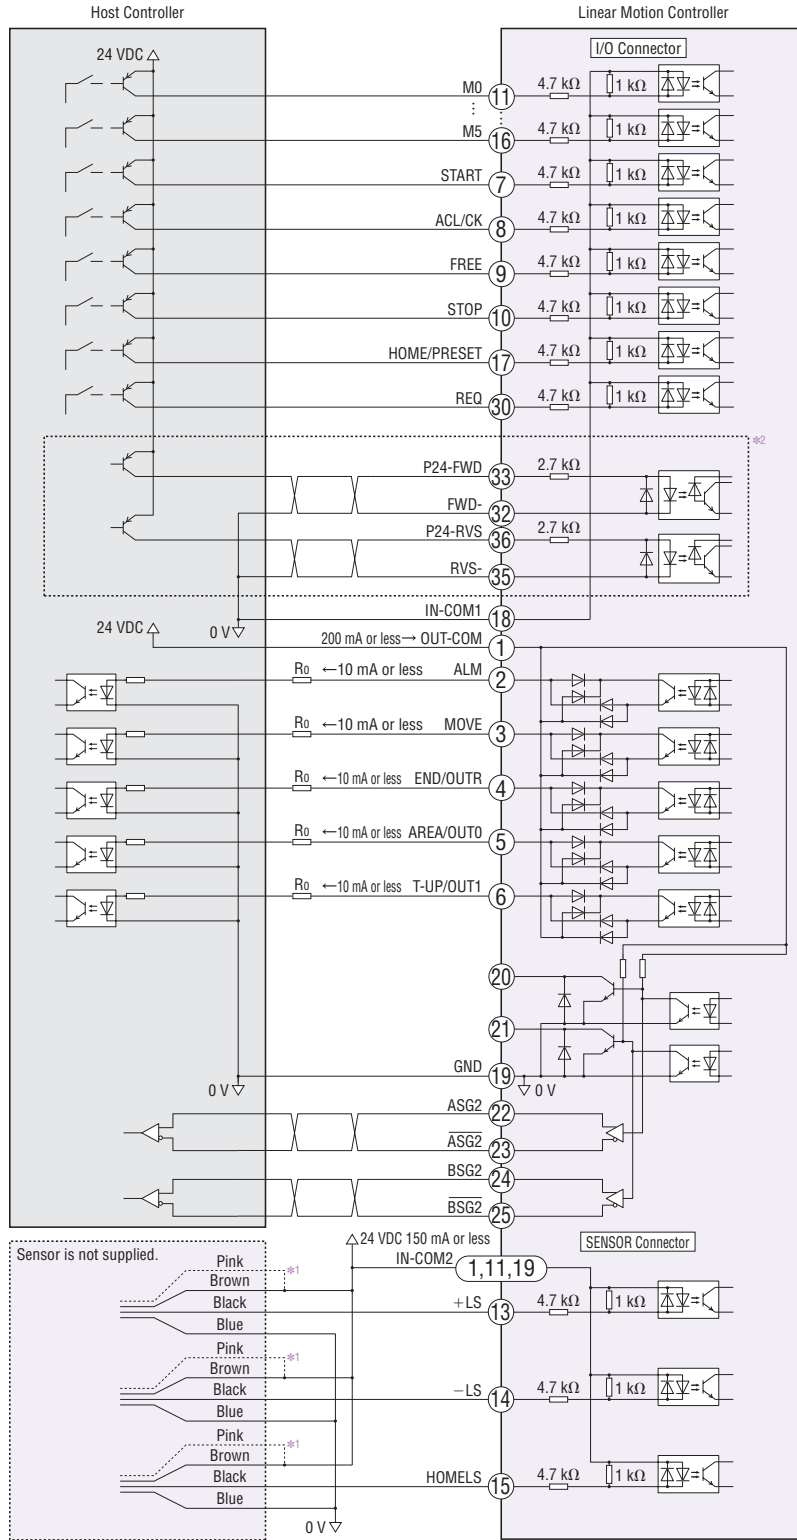 Host Controller
Linear Motion Controller
I/O Connector
24 VDC
M0 11 4.7 kΩ 1 kΩ
M5 16 4.7 kΩ 1 kΩ
START 7 4.7 kΩ 1 kΩ
ACL/CK 8 4.7 kΩ 1 kΩ
FREE 9 4.7 kΩ 1 kΩ
STOP 10 4.7 kΩ 1 kΩ
HOME/PRESET 17 4.7 kΩ 1 kΩ
REQ 30 4.7 kΩ 1 kΩ
*2
P24-FWD 33 2.7 kΩ
FWD- 32
P24-RVS 36 2.7 kΩ
RVS- 35
0 V IN-COM1 18
24 VDC 200 mA or less→ OUT-COM 1
R0 ←10 mA or less ALM 2
R0 ←10 mA or less MOVE 3
R0 ←10 mA or less END/OUTR 4
R0 ←10 mA or less AREA/OUT0 5
R0 ←10 mA or less T-UP/OUT1 6
20
21
0 V GND 19 0 V
ASG2 22
A̅S̅G̅2̅ 23
BSG2 24
B̅S̅G̅2̅ 25
24 VDC 150 mA or less
SENSOR Connector
Sensor is not supplied.
IN-COM2 1,11,19
Pink *1
Brown
Black +LS 13 4.7 kΩ 1 kΩ
Blue
Pink *1
Brown
Black −LS 14 4.7 kΩ 1 kΩ
Blue
Pink *1
Brown
Black HOMELS 15 4.7 kΩ 1 kΩ
Blue
0 V